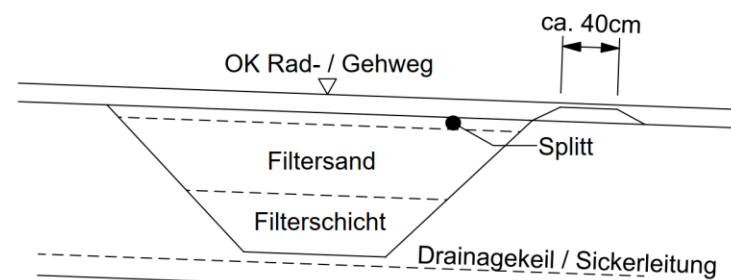 ca. 40cm
OK Rad- / Gehweg
Splitt
Filtersand
Filterschicht
Drainagekeil / Sickerleitung